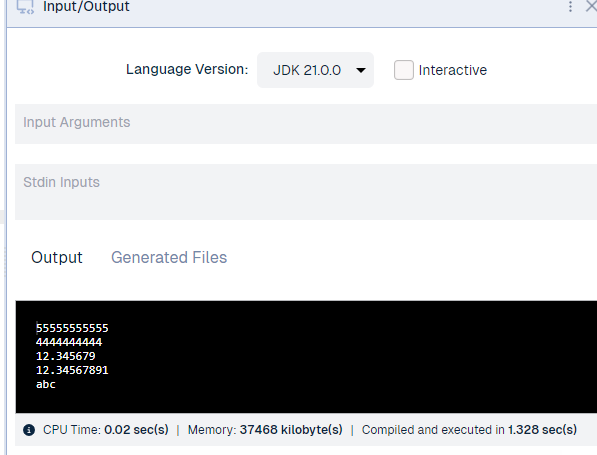 Input/Output
Language Version: JDK 21.0.0 Interactive
Input Arguments
Stdin Inputs
Output Generated Files
55555555555
4444444444
12.345679
12.34567891
abc
CPU Time: 0.02 sec(s) | Memory: 37468 kilobyte(s) | Compiled and executed in 1.328 sec(s)